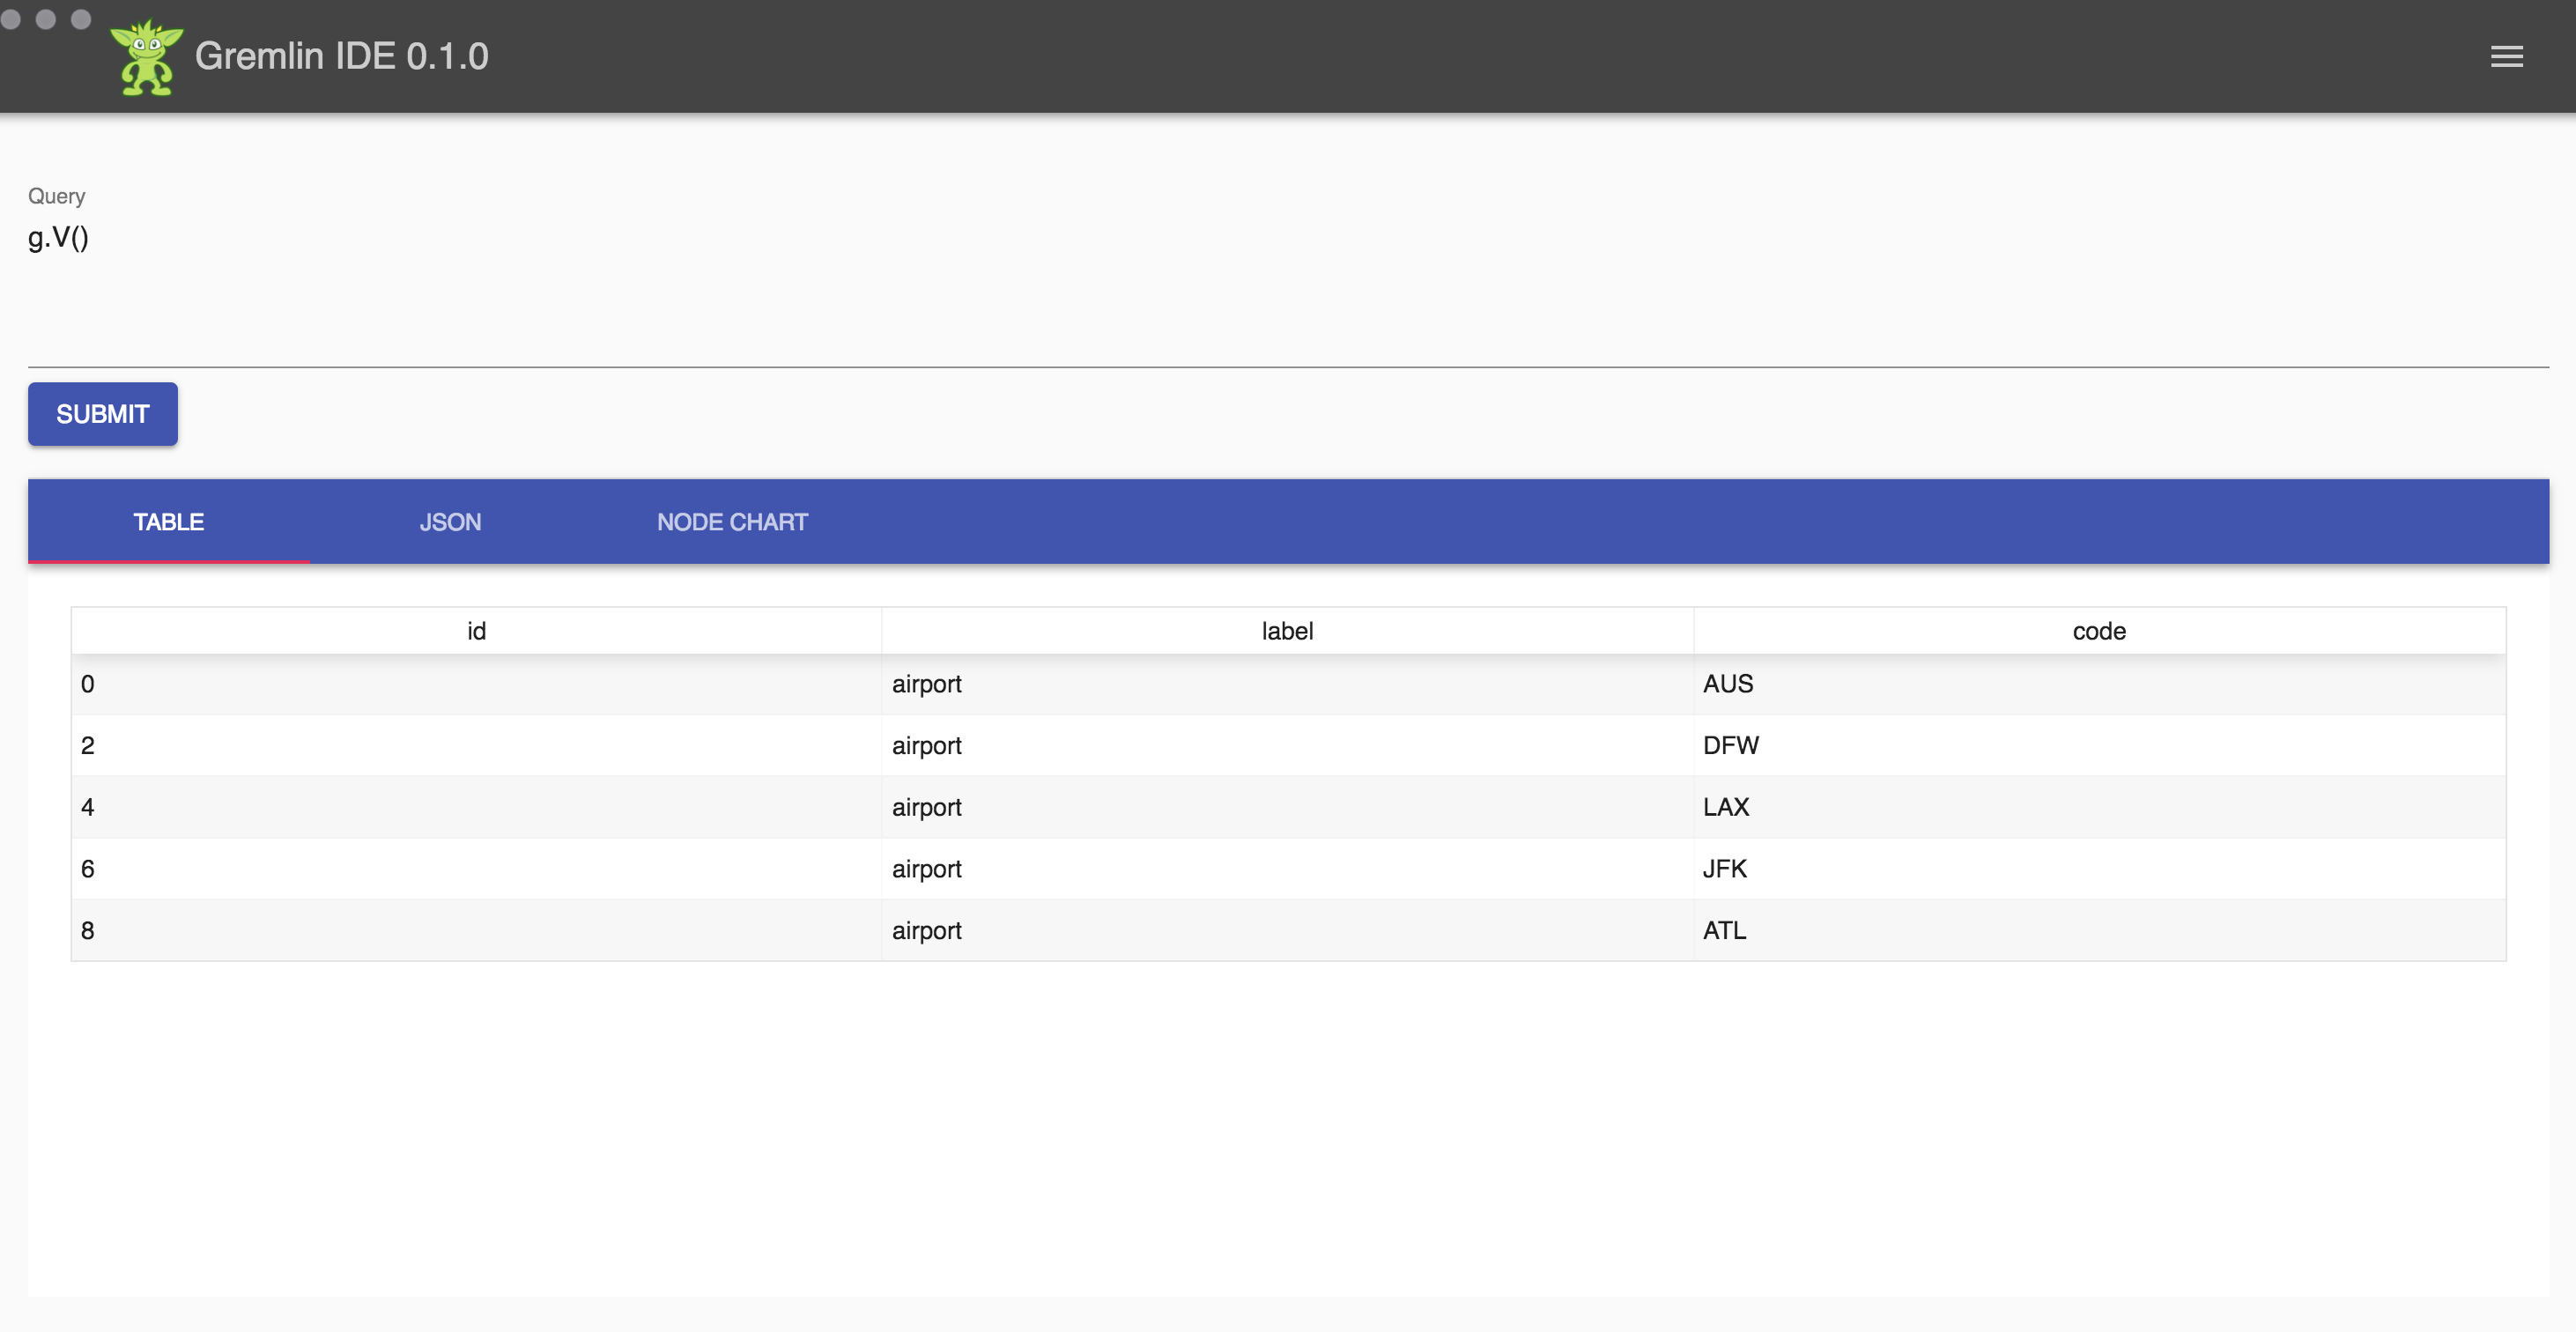 Gremlin IDE 0.1.0
Query
g.V()
SUBMIT
TABLE JSON NODE CHART
id label code
0 airport AUS
2 airport DFW
4 airport LAX
6 airport JFK
8 airport ATL